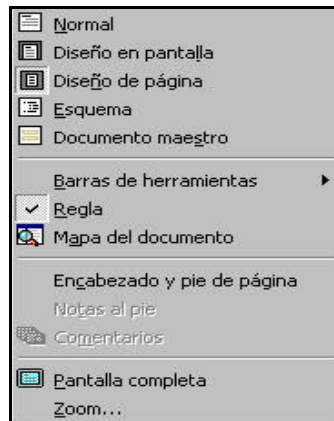 Normal
Diseño en pantalla
Diseño de página
Esquema
Documento maestro
Barras de herramientas
Regla
Mapa del documento
Encabezado y pie de página
Notas al pie
Comentarios
Pantalla completa
Zoom...